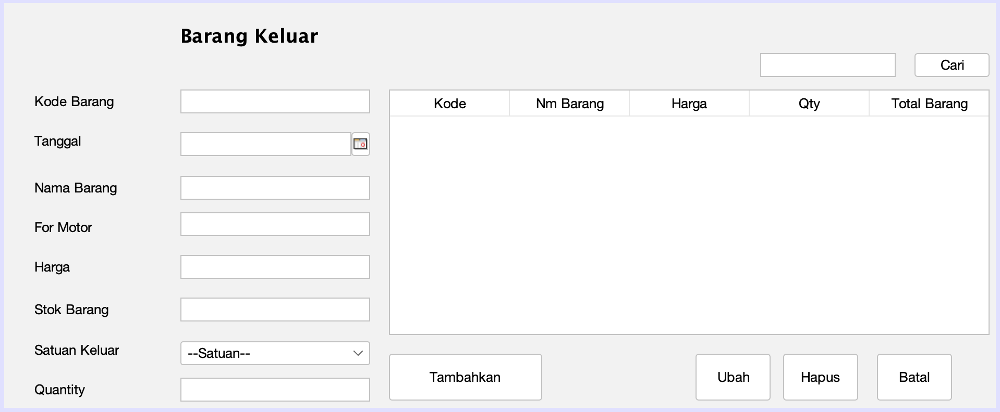 Barang Keluar
Cari
Kode Barang
Kode Nm Barang Harga Qty Total Barang
Tanggal
Nama Barang
For Motor
Harga
Stok Barang
Satuan Keluar
--Satuan--
Quantity
Tambahkan Ubah Hapus Batal